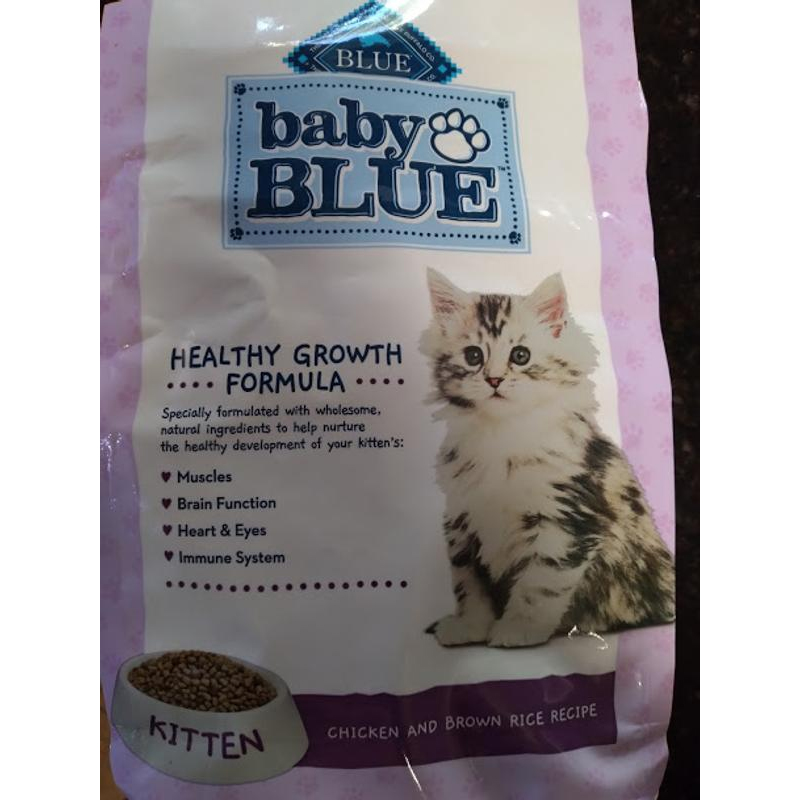 BLUE
baby
BLUE™
HEALTHY GROWTH
FORMULA
Specially formulated with wholesome,
natural ingredients to help nurture
the healthy development of your kitten's:
Muscles
Brain Function
Heart & Eyes
Immune System
KITTEN
CHICKEN AND BROWN RICE RECIPE